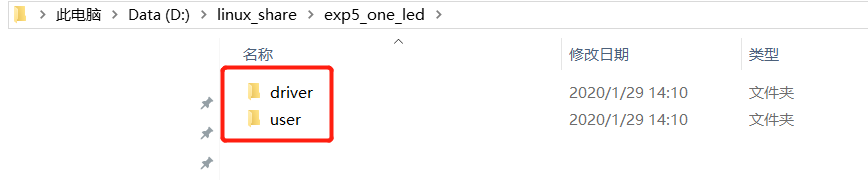 此电脑 > Data (D:) > linux_share > exp5_one_led >
名称 修改日期 类型
driver 2020/1/29 14:10 文件夹
user 2020/1/29 14:10 文件夹